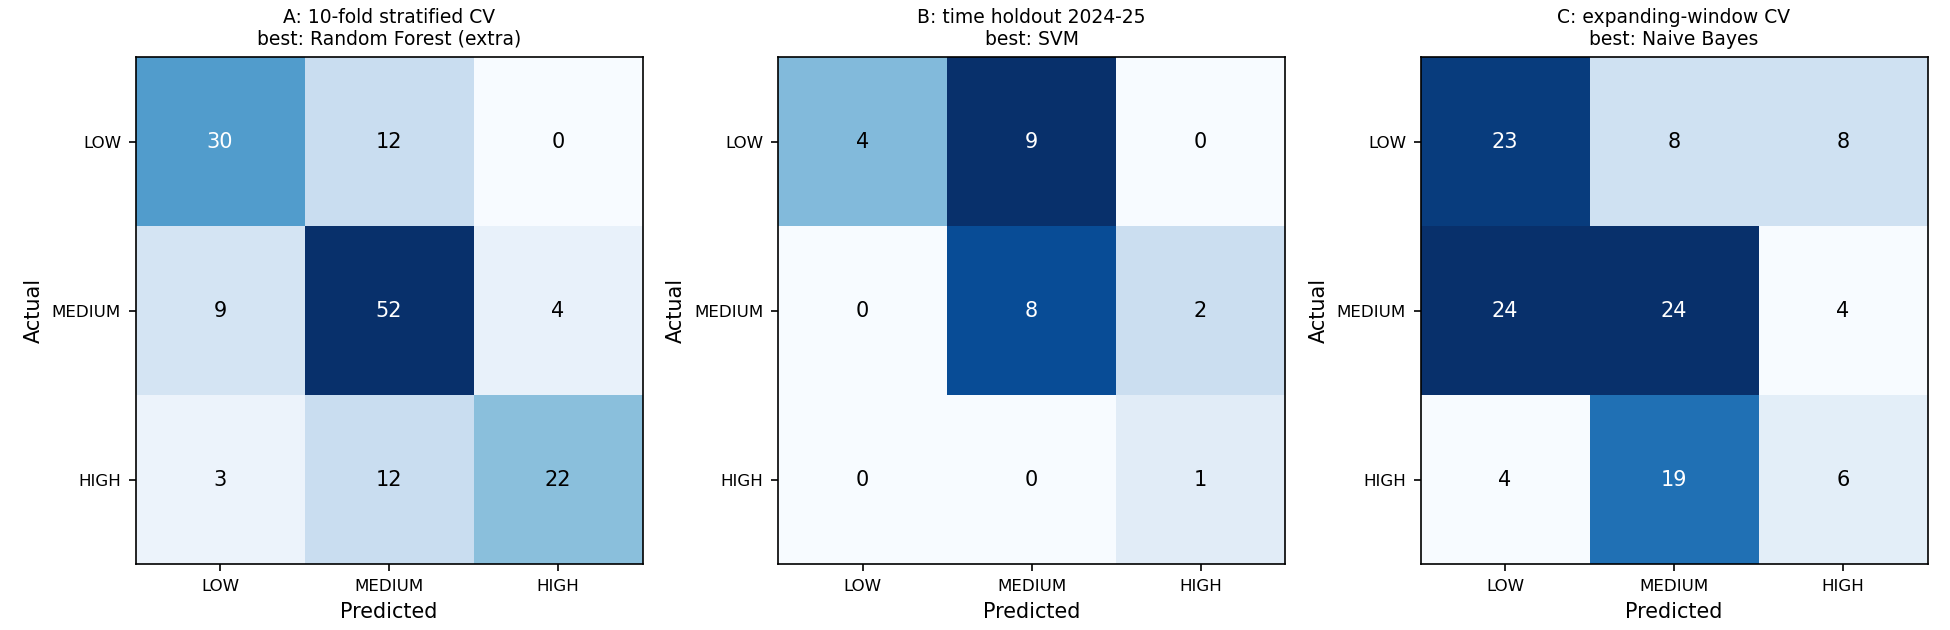 A: 10-fold stratified CV
best: Random Forest (extra)
LOW
30 12 0
MEDIUM
9 52 4
HIGH
3 12 22
LOW MEDIUM HIGH
Predicted
Actual
B: time holdout 2024-25
best: SVM
LOW
4 9 0
MEDIUM
0 8 2
HIGH
0 0 1
LOW MEDIUM HIGH
Predicted
Actual
C: expanding-window CV
best: Naive Bayes
LOW
23 8 8
MEDIUM
24 24 4
HIGH
4 19 6
LOW MEDIUM HIGH
Predicted
Actual